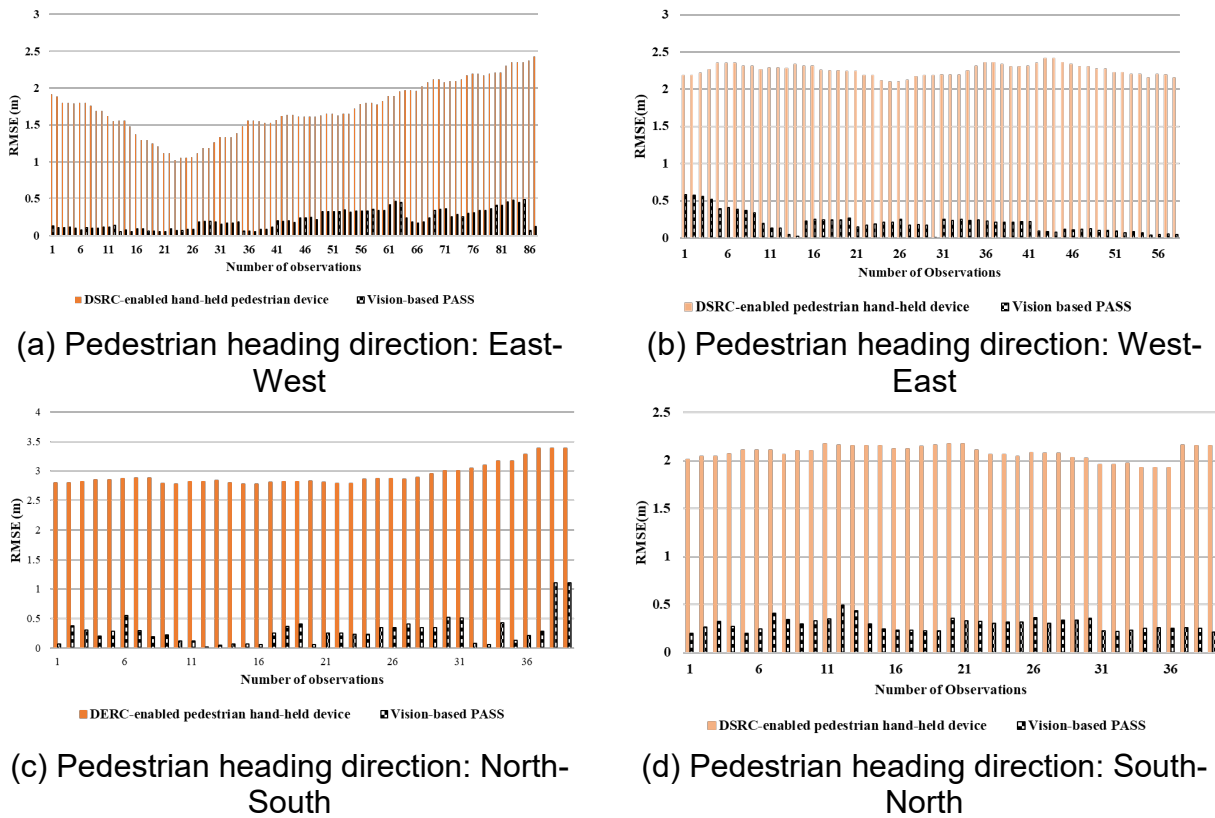 3
2.5
2
1.5
1
0.5
0
RMSE (m)
1 6 11 16 21 26 31 36 41 46 51 56 61 66 71 76 81 86
Number of observations
DSRC-enabled hand-held pedestrian device Vision-based PASS
(a) Pedestrian heading direction: East-
West
3
2.5
2
1.5
1
0.5
0
RMSE(m)
1 6 11 16 21 26 31 36 41 46 51 56
Number of Observations
DSRC-enabled pedestrian hand-held device Vision based PASS
(b) Pedestrian heading direction: West-
East
4
3.5
3
2.5
2
1.5
1
0.5
0
RMSE(m)
1 6 11 16 21 26 31 36
Number of observations
DERC-enabled pedestrian hand-held device Vision-based PASS
(c) Pedestrian heading direction: North-
South
2.5
2
1.5
1
0.5
0
RMSE(m)
1 6 11 16 21 26 31 36
Number of Observations
DSRC-enabled pedestrian hand-held device Vision-based PASS
(d) Pedestrian heading direction: South-
North